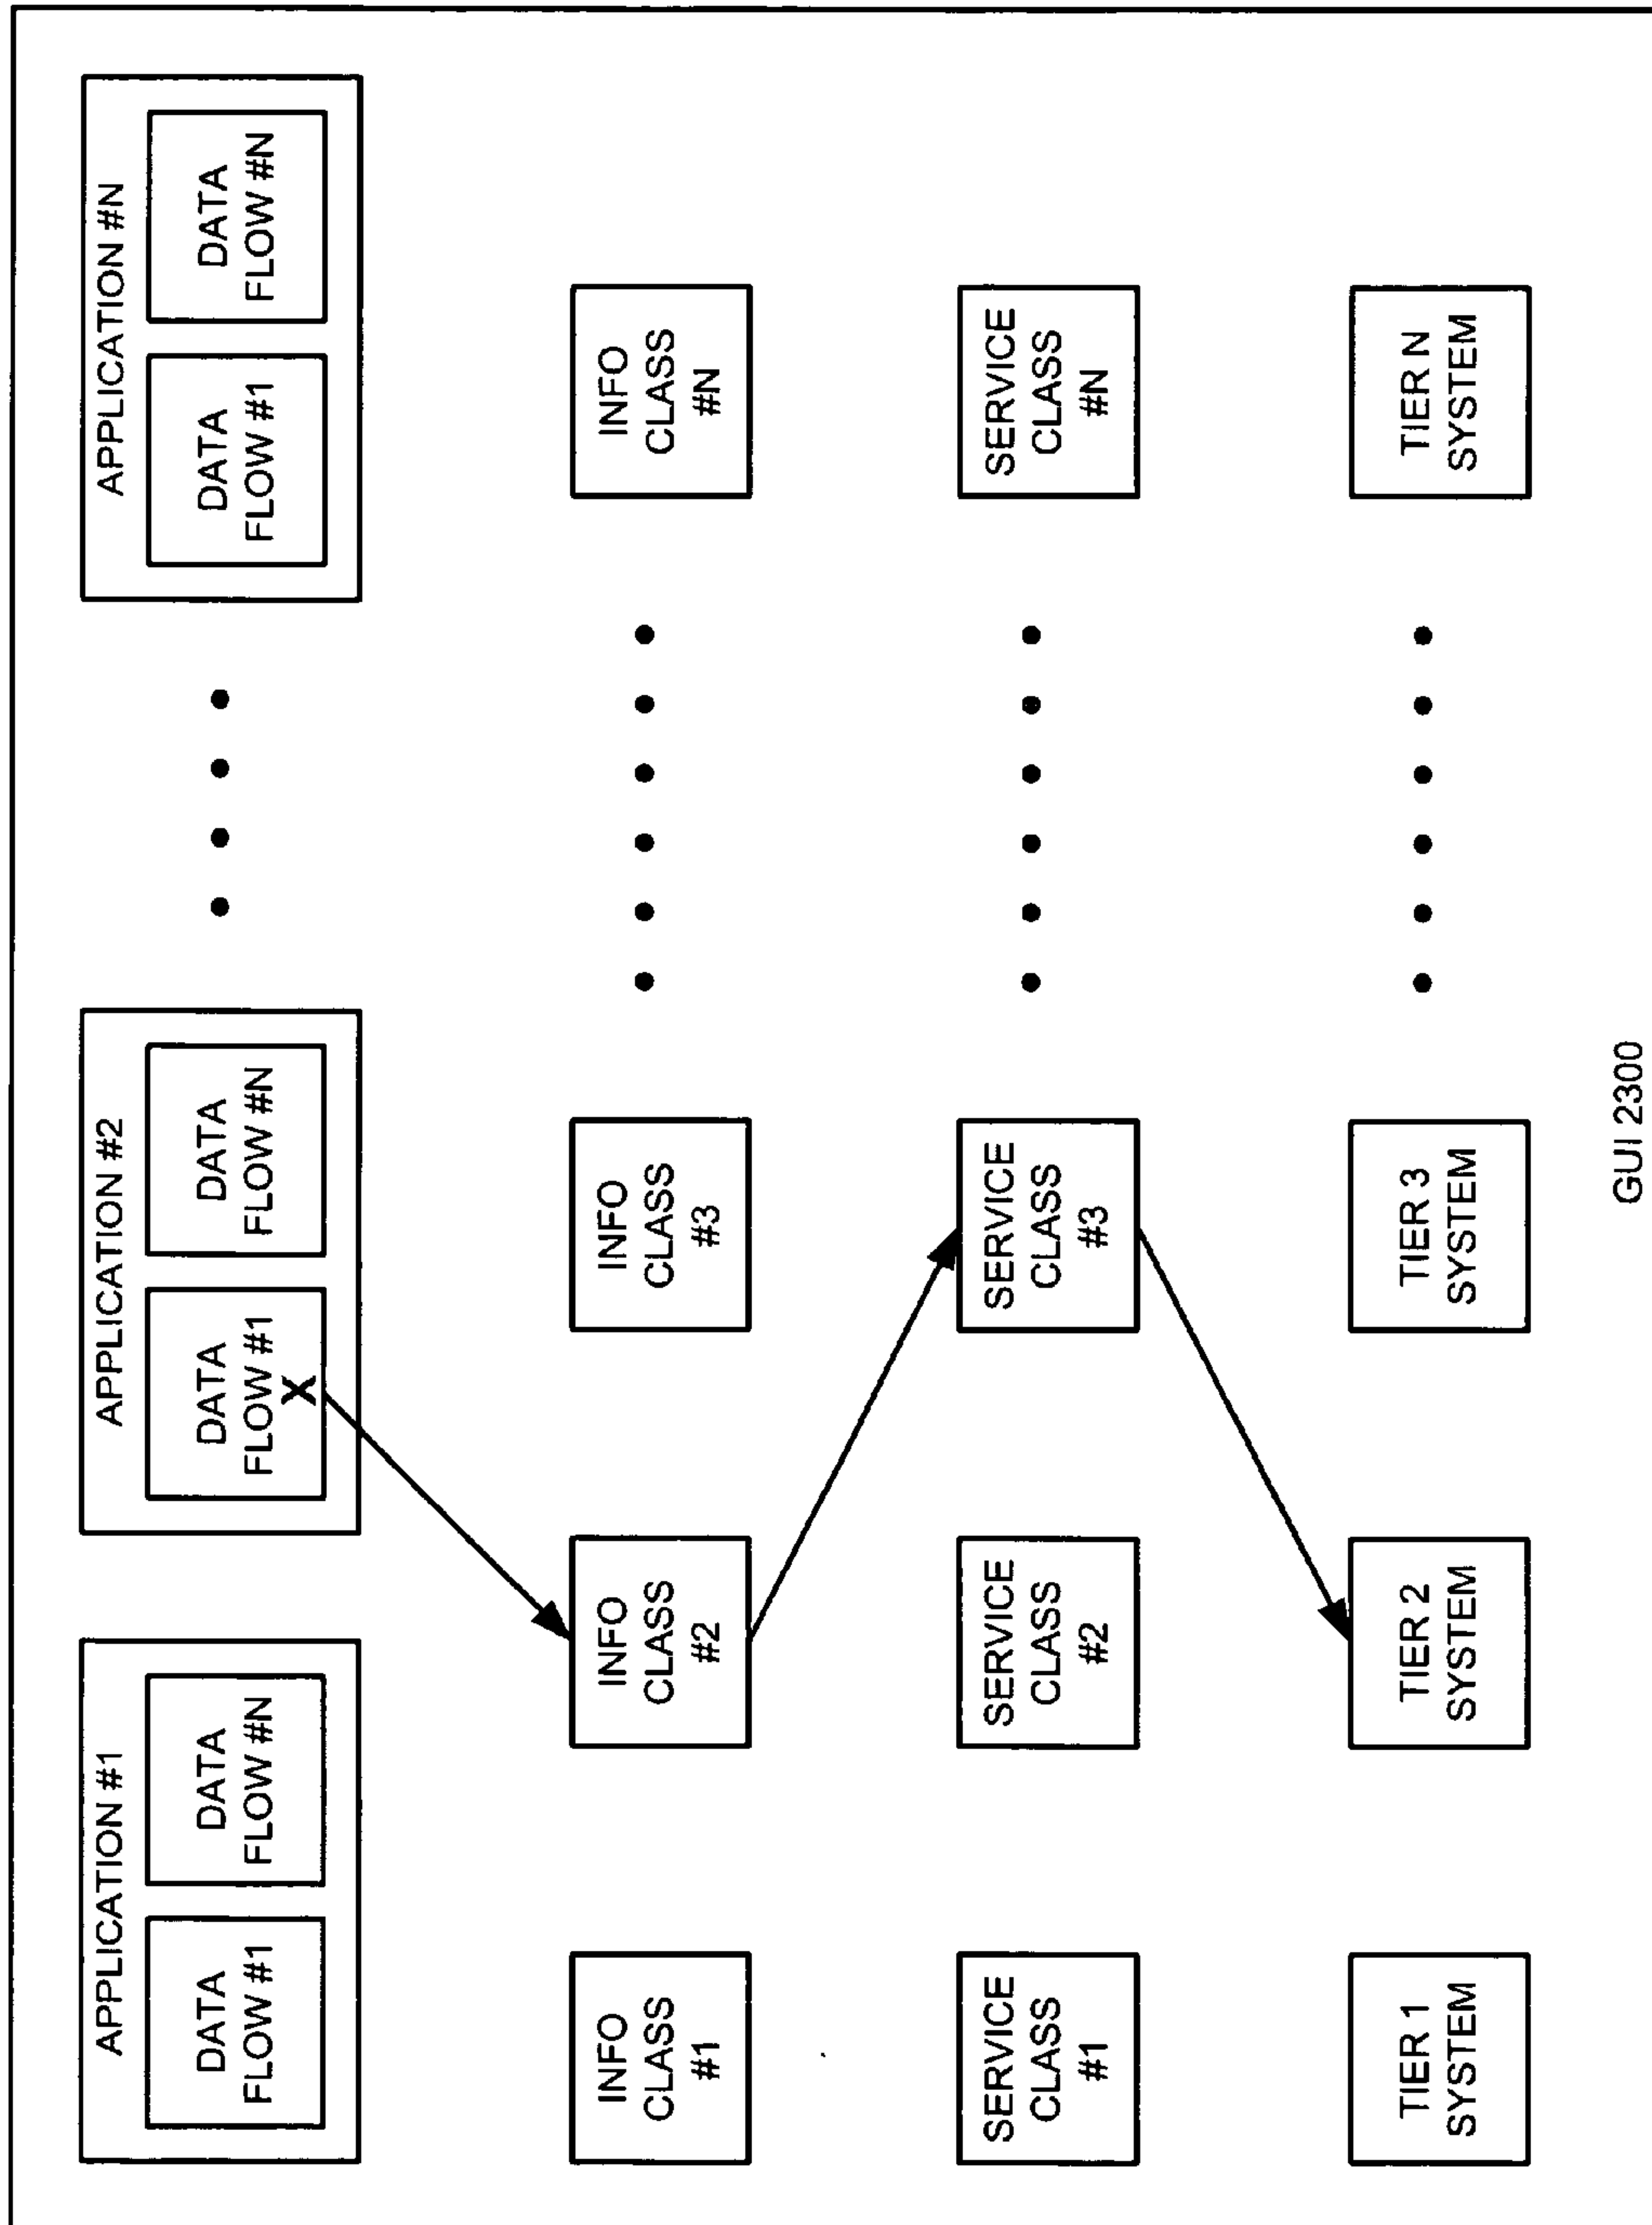 APPLICATION #1
DATA
FLOW #1
DATA
FLOW #N
APPLICATION #2
DATA
FLOW #1
X
DATA
FLOW #N
APPLICATION #N
DATA
FLOW #1
DATA
FLOW #N
INFO
CLASS
#1
INFO
CLASS
#2
INFO
CLASS
#3
INFO
CLASS
#N
SERVICE
CLASS
#1
SERVICE
CLASS
#2
SERVICE
CLASS
#3
SERVICE
CLASS
#N
TIER 1
SYSTEM
TIER 2
SYSTEM
TIER 3
SYSTEM
TIER N
SYSTEM
GUI 2300